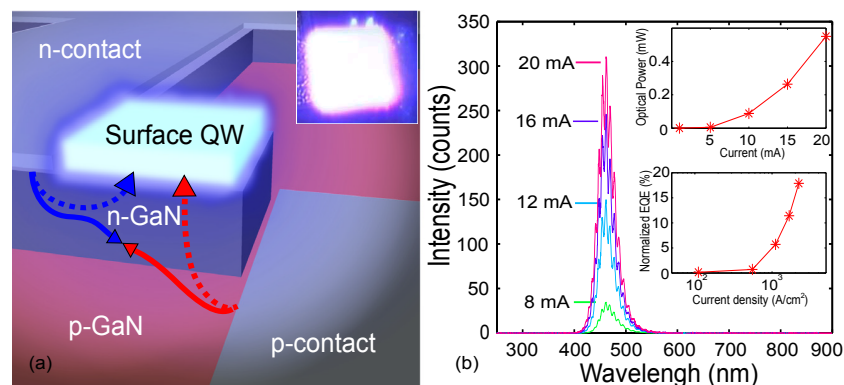 n-contact
Surface QW
n-GaN
p-GaN
p-contact
(a)
Intensity (counts)
350
300
250
200
150
100
50
0
20 mA
16 mA
12 mA
8 mA
300 400 500 600 700 800 900
Wavelengh (nm)
(b)
Optical Power (mW)
0.4
0
0 5 10 15 20
Current (mA)
Normalized EQE (%)
20
15
10
5
0
10²
10³
Current density (A/cm²)